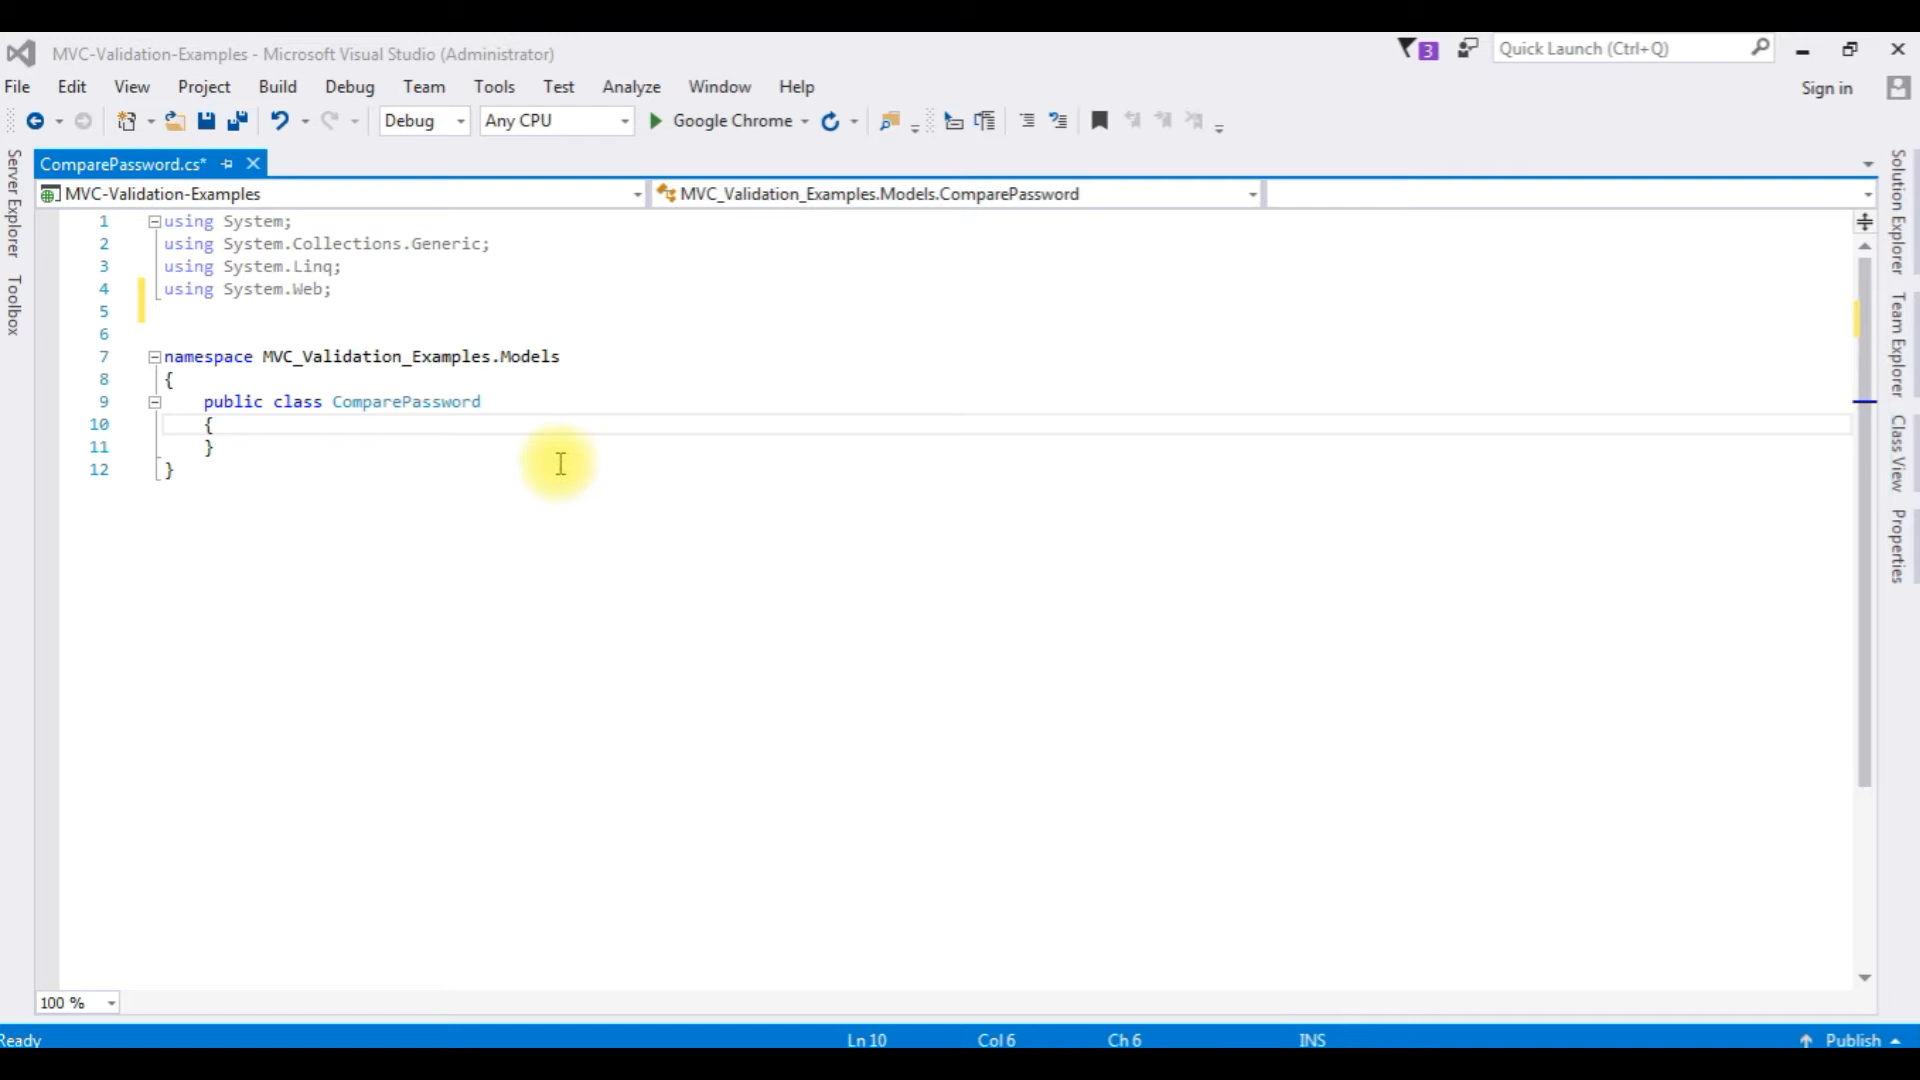 MVC-Validation-Examples - Microsoft Visual Studio (Administrator)
3
Quick Launch (Ctrl+Q)
File Edit View Project Build Debug Team Tools Test Analyze Window Help
Sign in
Debug Any CPU Google Chrome
ComparePassword.cs*
MVC-Validation-Examples MVC_Validation_Examples.Models.ComparePassword
Server Explorer
Toolbox
1 using System;
2 using System.Collections.Generic;
3 using System.Linq;
4 using System.Web;
5
6
7 namespace MVC_Validation_Examples.Models
8 {
9 public class ComparePassword
10 {
11 }
12 }
Solution Explorer
Team Explorer
Class View
Properties
100 %
Ready Ln 10 Col 6 Ch 6 INS Publish